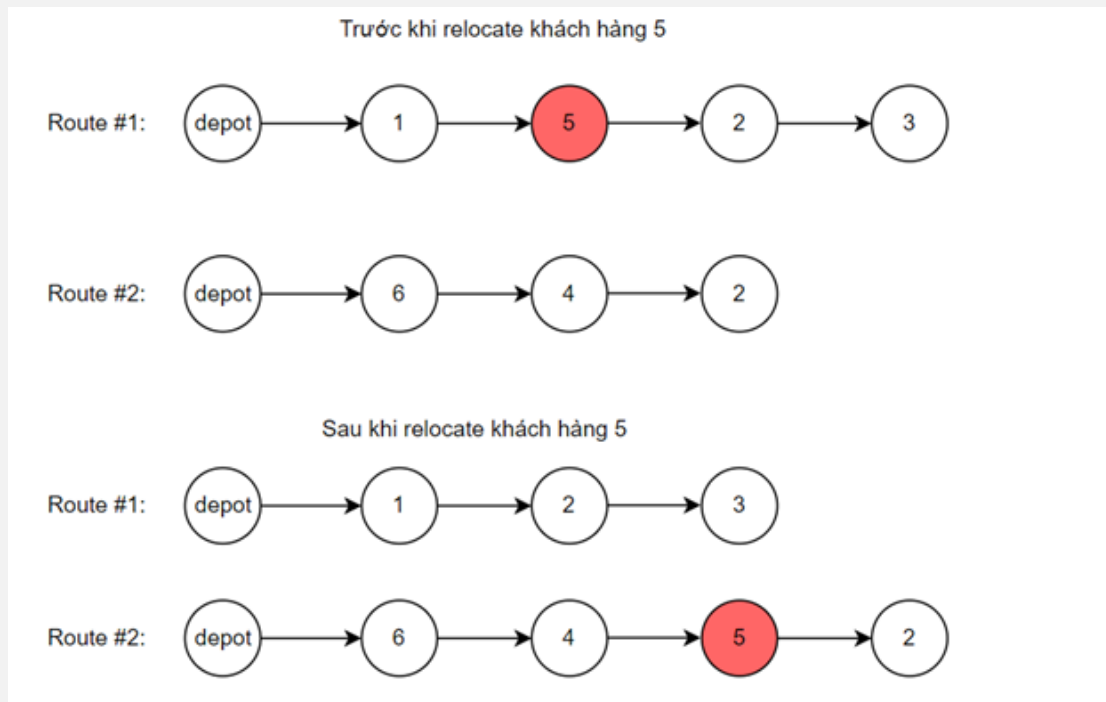 Trước khi relocate khách hàng 5
Route #1: depot 1 5 2 3
Route #2: depot 6 4 2
Sau khi relocate khách hàng 5
Route #1: depot 1 2 3
Route #2: depot 6 4 5 2